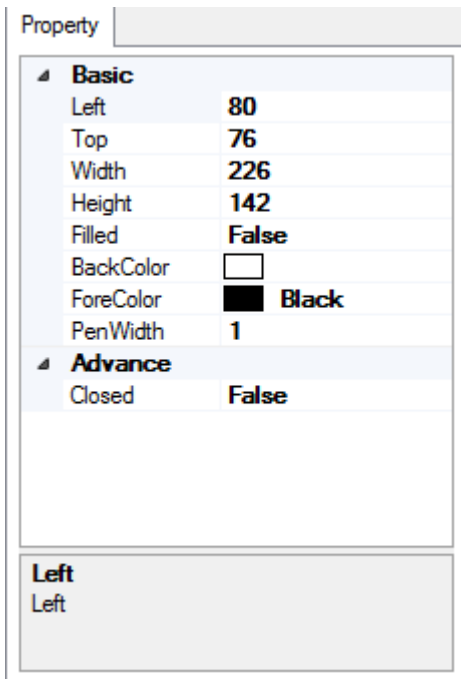 Property
Basic
Left 80
Top 76
Width 226
Height 142
Filled False
BackColor
ForeColor Black
PenWidth 1
Advance
Closed False
Left
Left